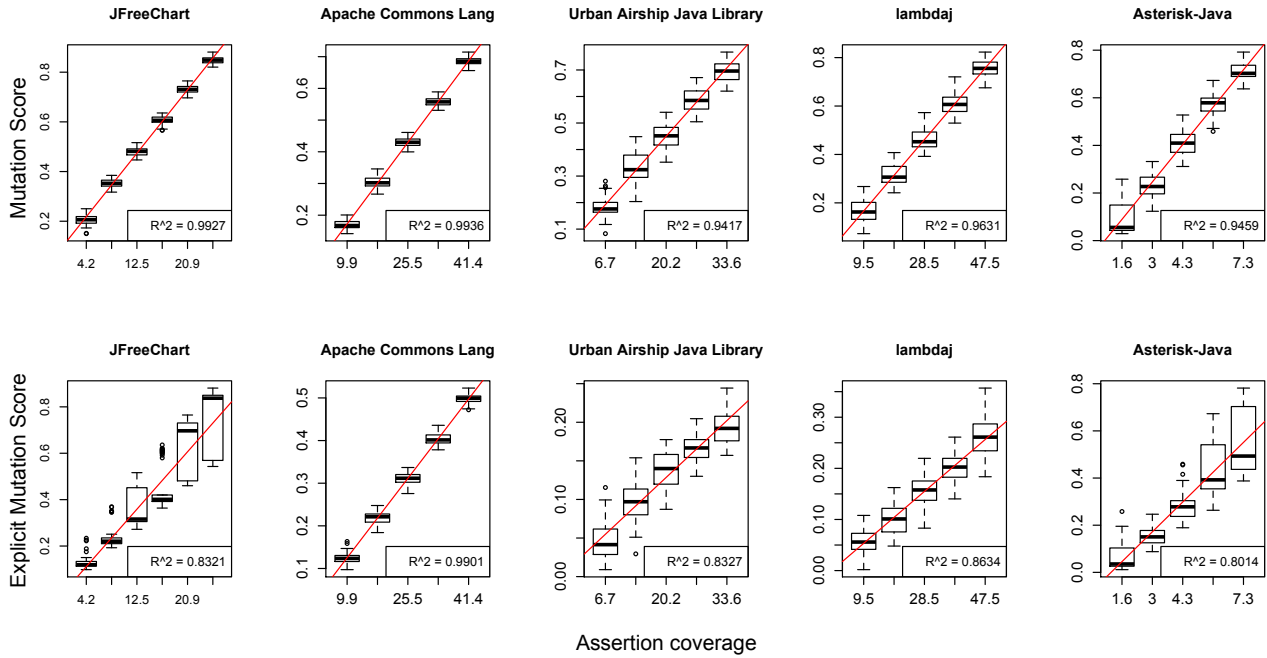 JFreeChart
Apache Commons Lang
Urban Airship Java Library
lambdaj
Asterisk-Java
Mutation Score
0.2 0.4 0.6 0.8
R^2 = 0.9927
4.2 12.5 20.9
0.2 0.4 0.6
R^2 = 0.9936
9.9 25.5 41.4
0.1 0.3 0.5 0.7
R^2 = 0.9417
6.7 20.2 33.6
0.2 0.4 0.6 0.8
R^2 = 0.9631
9.5 28.5 47.5
0.0 0.2 0.4 0.6 0.8
R^2 = 0.9459
1.6 3 4.3 7.3
JFreeChart
Apache Commons Lang
Urban Airship Java Library
lambdaj
Asterisk-Java
Explicit Mutation Score
0.2 0.4 0.6 0.8
R^2 = 0.8321
4.2 12.5 20.9
0.1 0.2 0.3 0.4 0.5
R^2 = 0.9901
9.9 25.5 41.4
0.00 0.10 0.20
R^2 = 0.8327
6.7 20.2 33.6
0.00 0.10 0.20 0.30
R^2 = 0.8634
9.5 28.5 47.5
0.0 0.2 0.4 0.6 0.8
R^2 = 0.8014
1.6 3 4.3 7.3
Assertion coverage